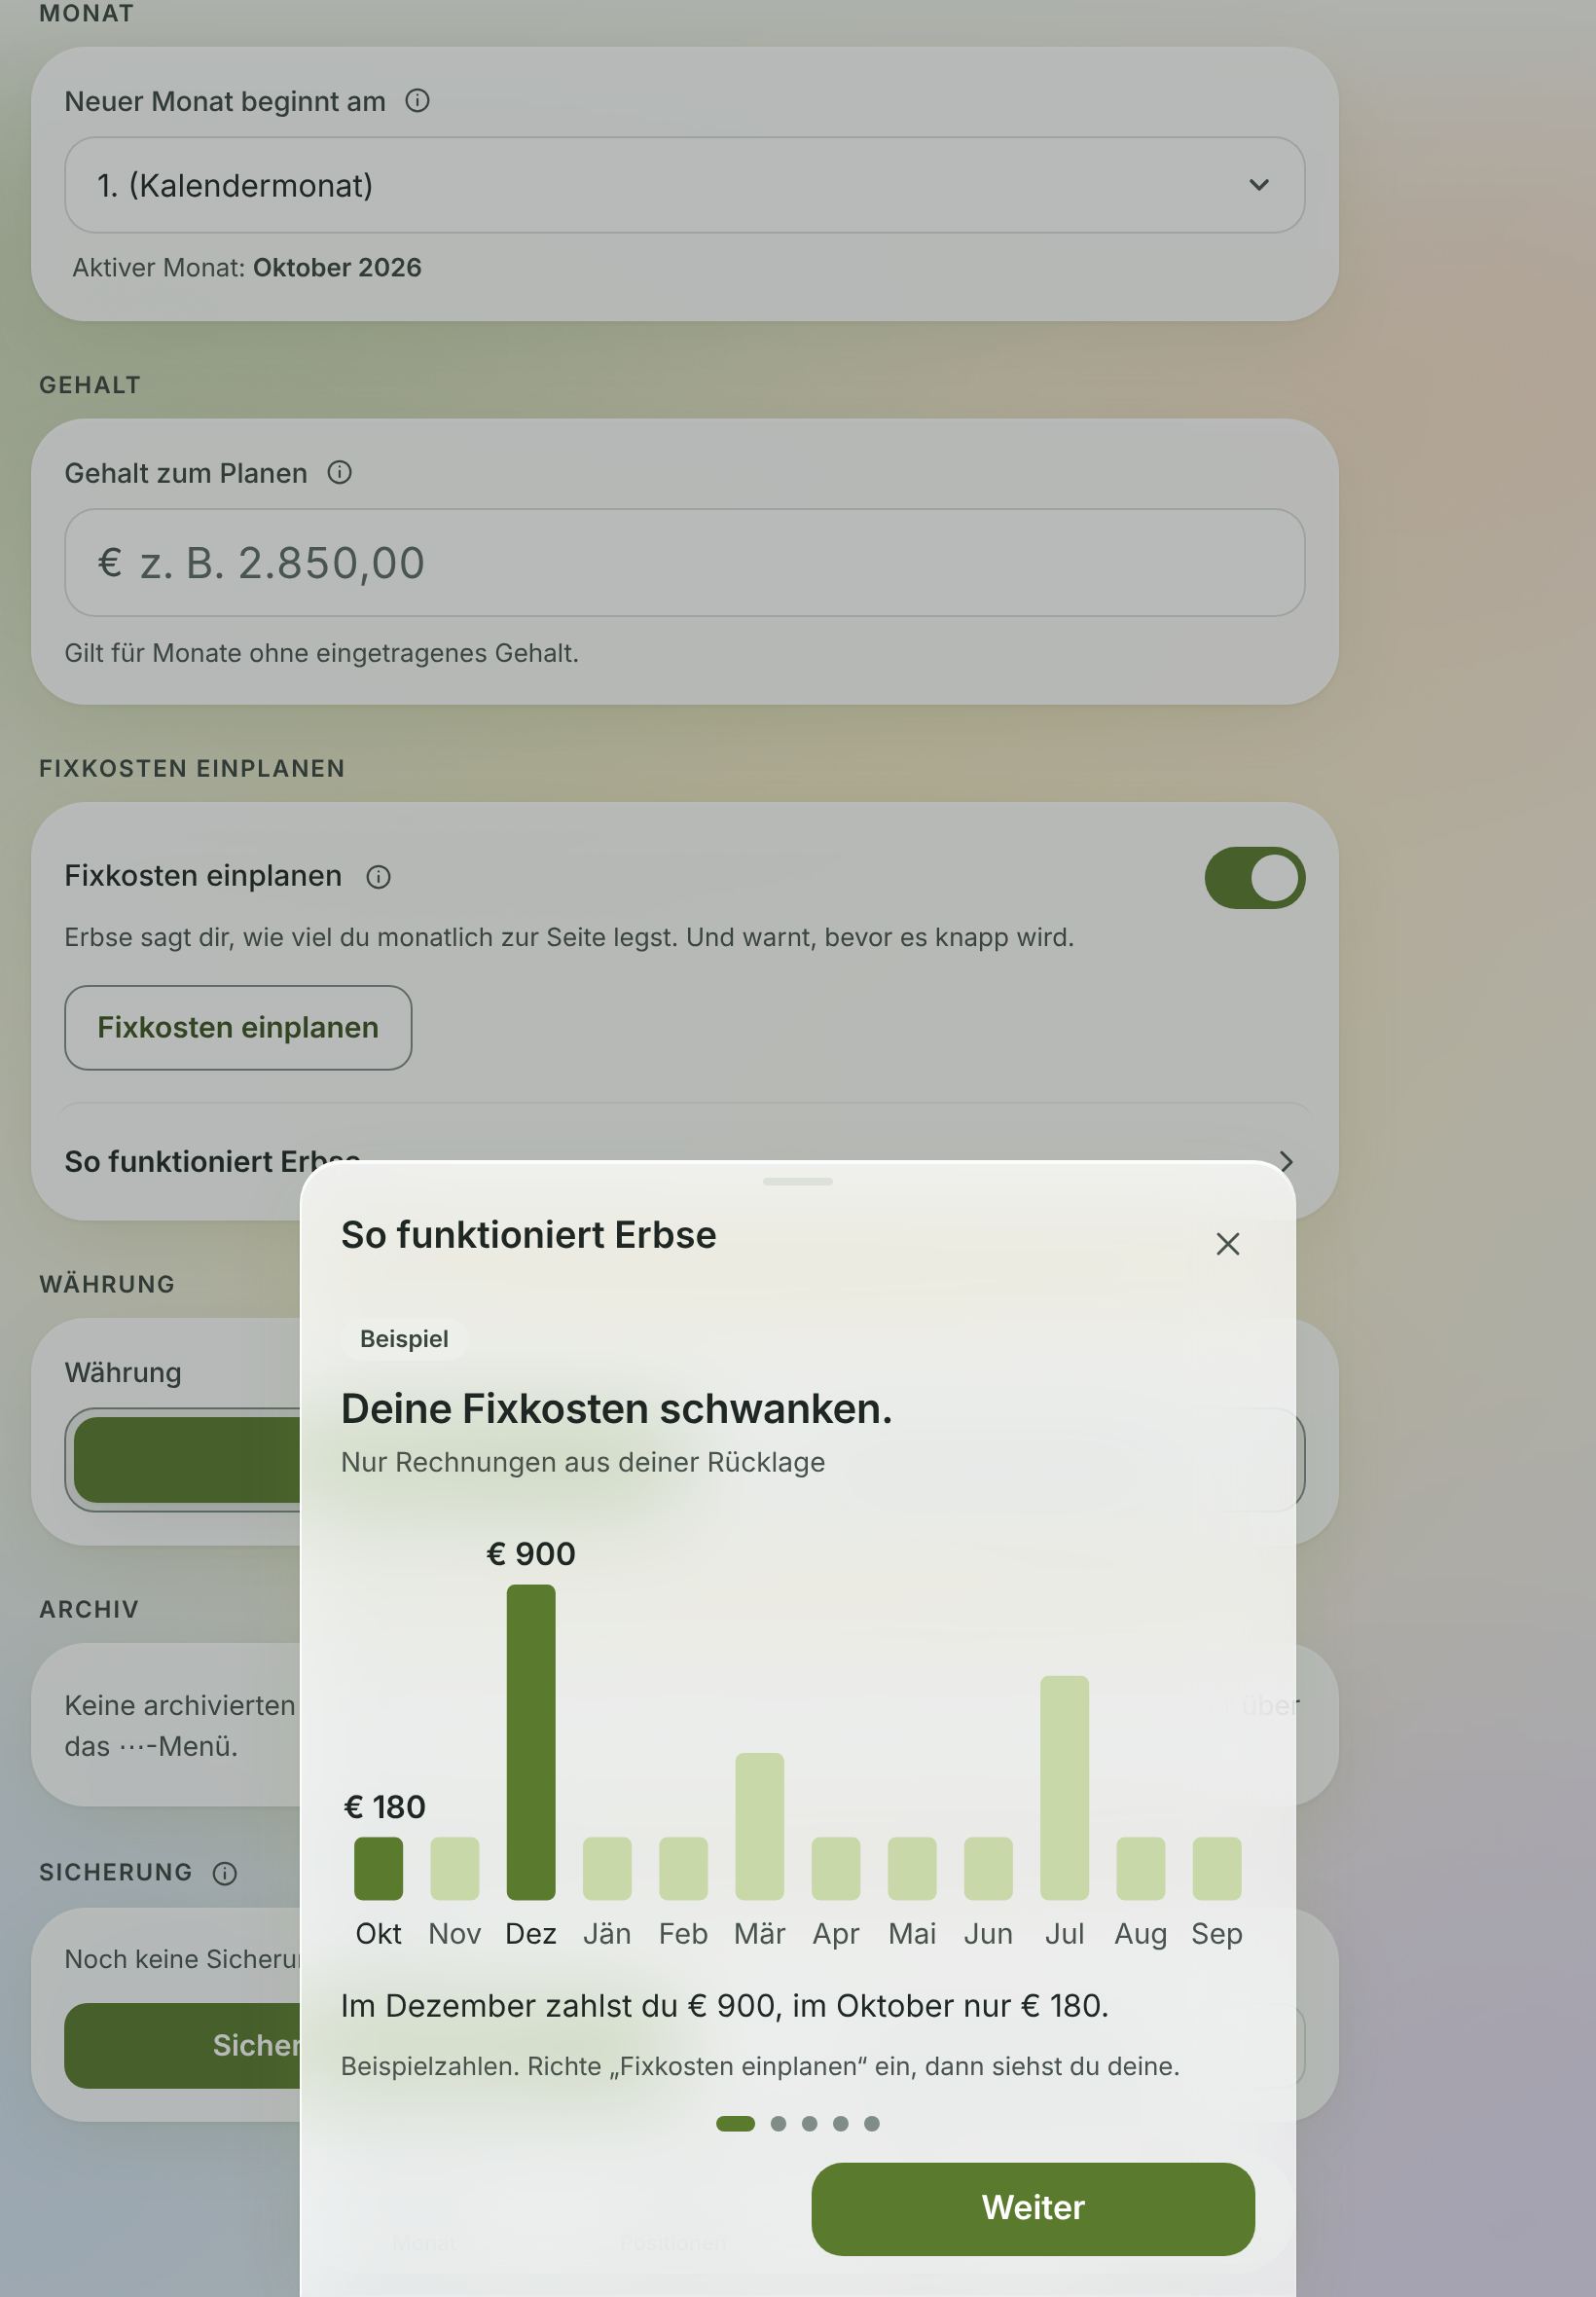 MONAT
Neuer Monat beginnt am
1. (Kalendermonat)
Aktiver Monat: Oktober 2026
GEHALT
Gehalt zum Planen
€ z. B. 2.850,00
Gilt für Monate ohne eingetragenes Gehalt.
FIXKOSTEN EINPLANEN
Fixkosten einplanen
Erbse sagt dir, wie viel du monatlich zur Seite legst. Und warnt, bevor es knapp wird.
Fixkosten einplanen
So funktioniert Erbse
WÄHRUNG
Währung
ARCHIV
Keine archivierten
über
das ···-Menü.
SICHERUNG
Noch keine
So funktioniert Erbse
Beispiel
Deine Fixkosten schwanken.
Nur Rechnungen aus deiner Rücklage
€ 900
€ 180
Okt Nov Dez Jän Feb Mär Apr Mai Jun Jul Aug Sep
Im Dezember zahlst du € 900, im Oktober nur € 180.
Beispielzahlen. Richte „Fixkosten einplanen“ ein, dann siehst du deine.
Weiter
Monat Positionen